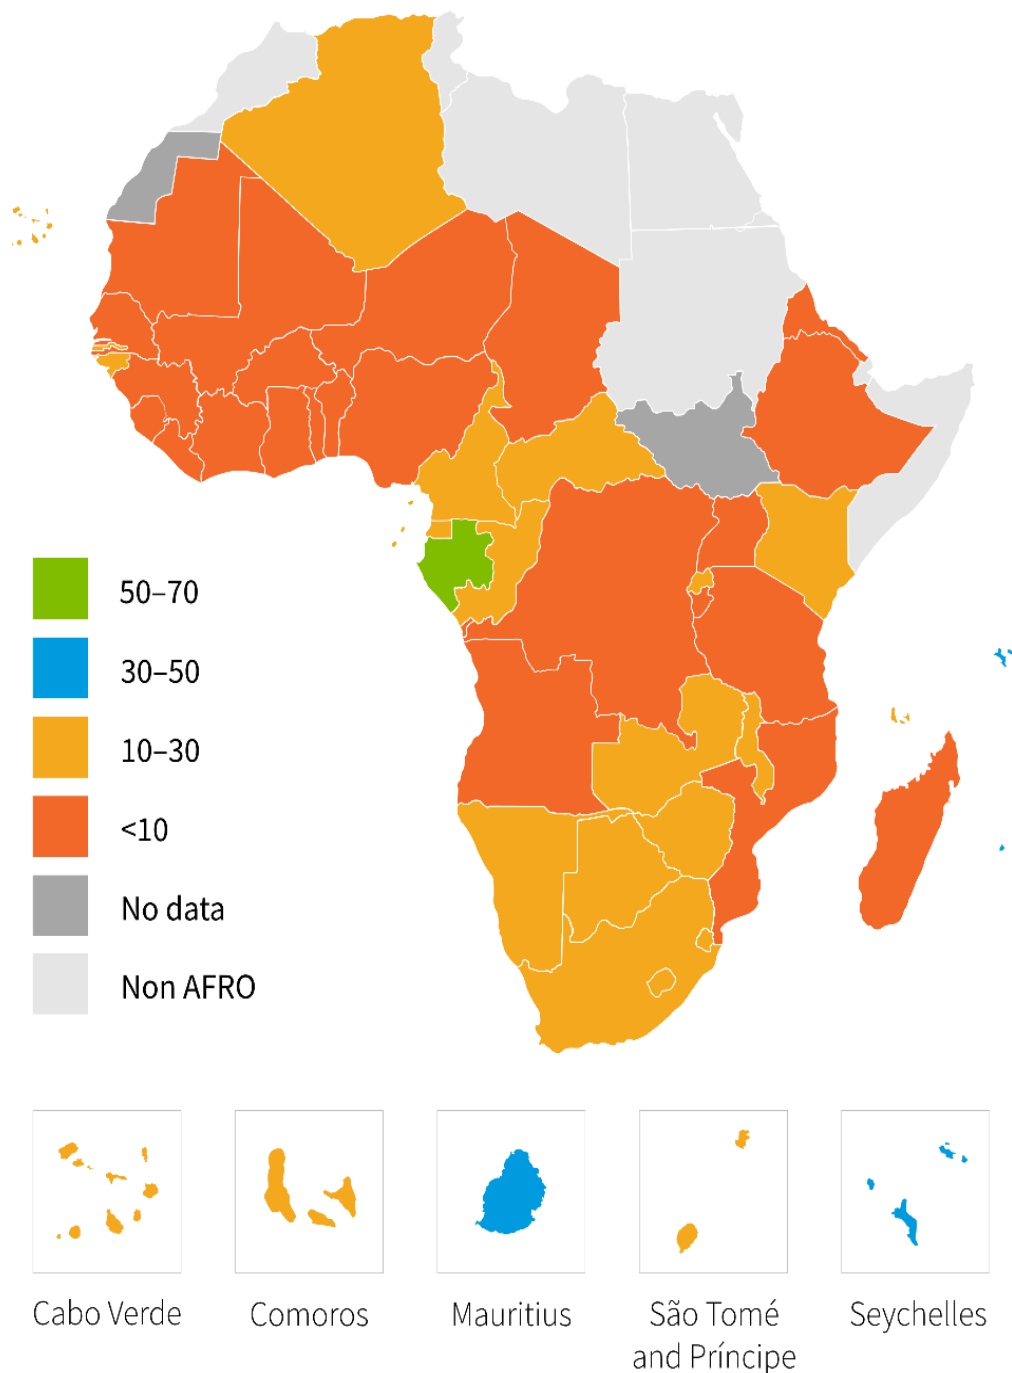 50–70
30–50
10–30
<10
No data
Non AFRO
Cabo Verde
Comoros
Mauritius
São Tomé
and Príncipe
Seychelles